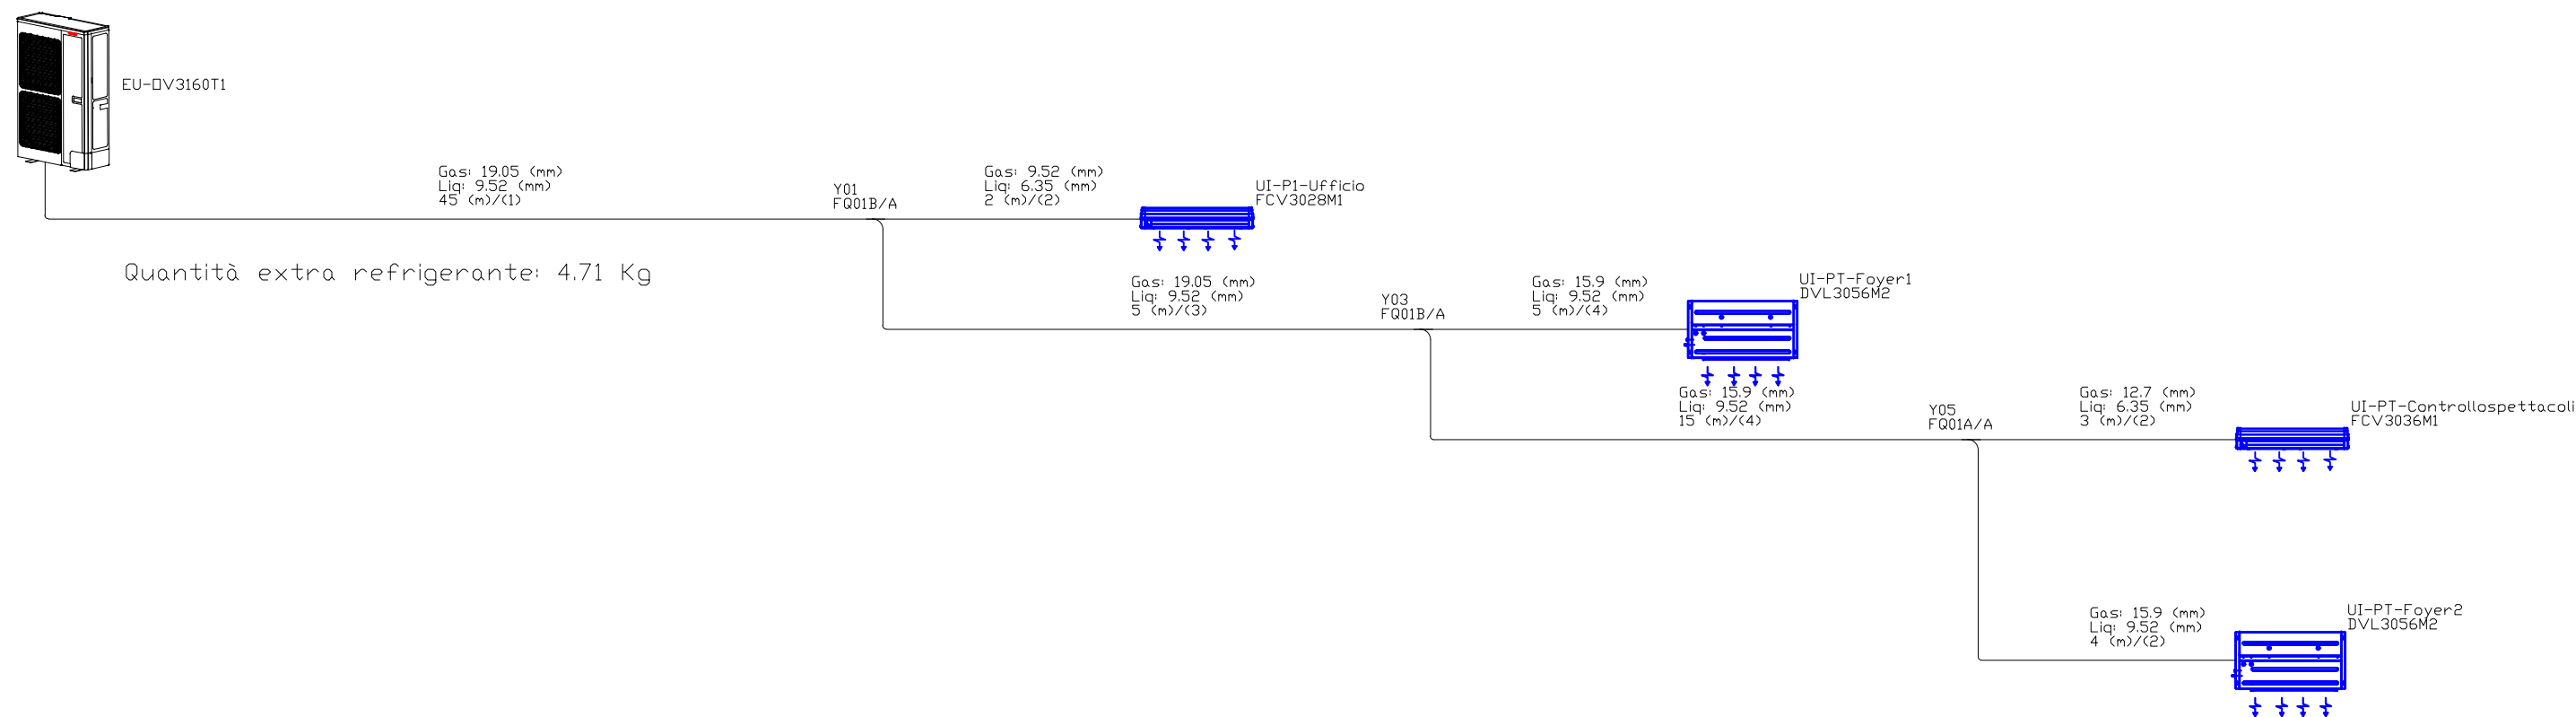 EU-▯V3160T1
Gas: 19.05 (mm)
Liq: 9.52 (mm)
45 (m)/(1)
Y01
FQ01B/A
Gas: 9.52 (mm)
Liq: 6.35 (mm)
2 (m)/(2)
UI-P1-Ufficio
FCV3028M1
Quantità extra refrigerante: 4.71 Kg
Gas: 19.05 (mm)
Liq: 9.52 (mm)
5 (m)/(3)
Y03
FQ01B/A
Gas: 15.9 (mm)
Liq: 9.52 (mm)
5 (m)/(4)
UI-PT-Foyer1
DVL3056M2
Gas: 15.9 (mm)
Liq: 9.52 (mm)
15 (m)/(4)
Y05
FQ01A/A
Gas: 12.7 (mm)
Liq: 6.35 (mm)
3 (m)/(2)
UI-PT-Controllospettacoli
FCV3036M1
Gas: 15.9 (mm)
Liq: 9.52 (mm)
4 (m)/(2)
UI-PT-Foyer2
DVL3056M2